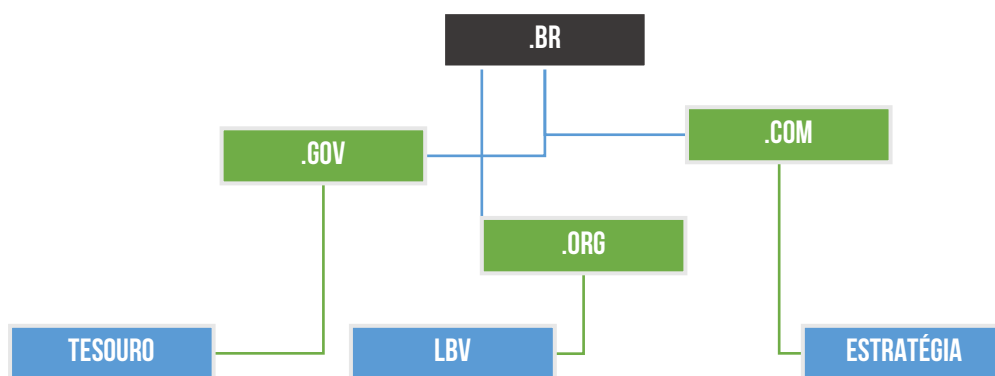 .BR
.GOV
.COM
.ORG
TESOURO
LBV
ESTRATÉGIA